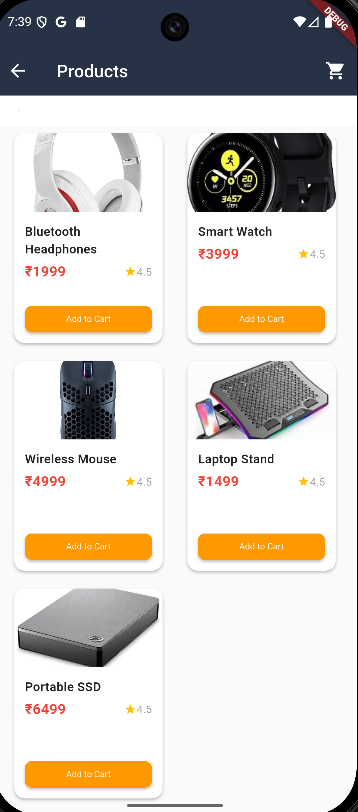 7:39
DEBUG
Products
Bluetooth
Headphones
₹1999 4.5
Add to Cart
Smart Watch
₹3999 4.5
Add to Cart
Wireless Mouse
₹4999 4.5
Add to Cart
Laptop Stand
₹1499 4.5
Add to Cart
Portable SSD
₹6499 4.5
Add to Cart